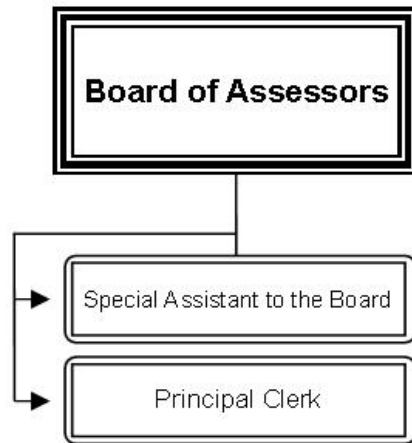 Board of Assessors
Special Assistant to the Board
Principal Clerk